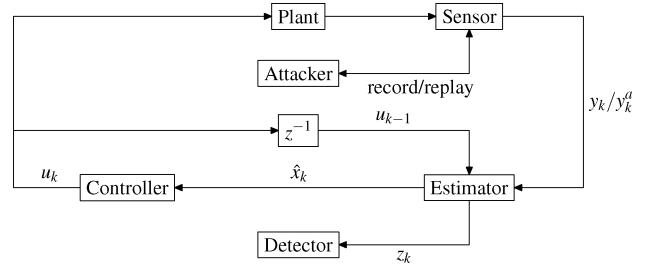 Plant
Sensor
Attacker
record/replay
y_k/y_k^a
z^{-1}
u_{k-1}
u_k
Controller
x̂_k
Estimator
Detector
z_k